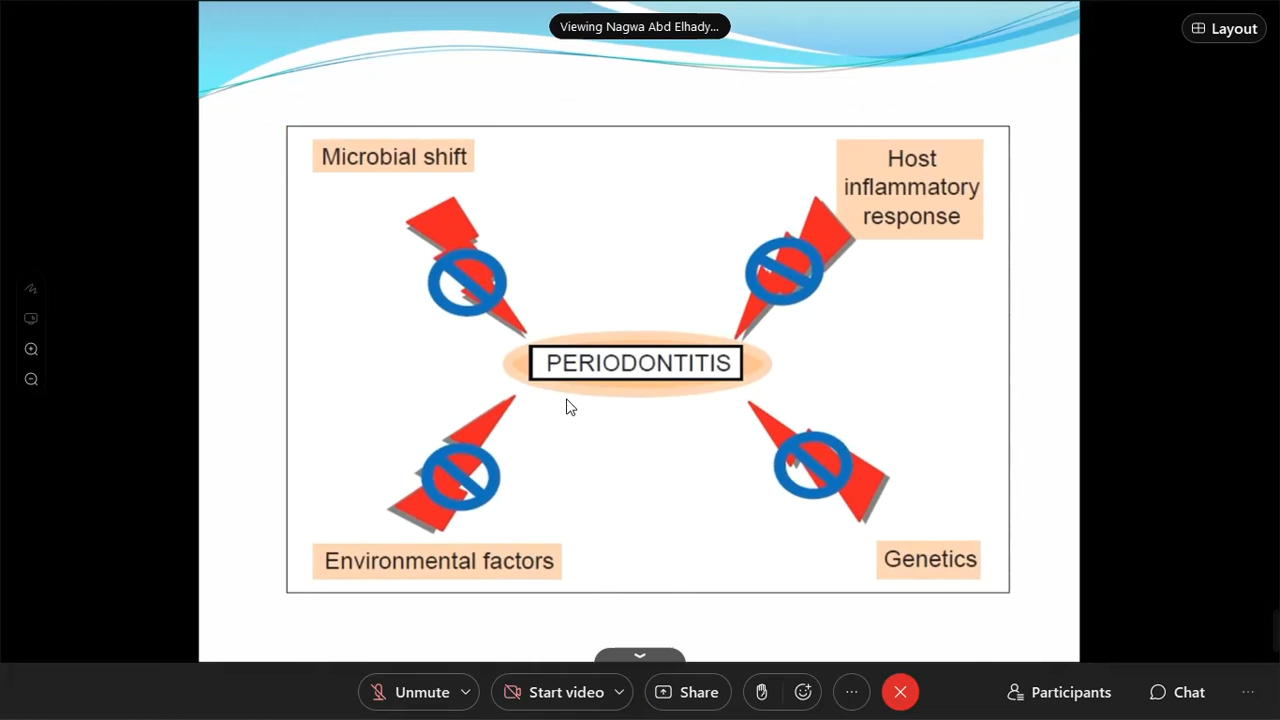 Viewing Nagwa Abd Elhady...
Layout
Microbial shift
Host
inflammatory
response
PERIODONTITIS
Environmental factors
Genetics
Unmute
Start video
Share
Participants
Chat